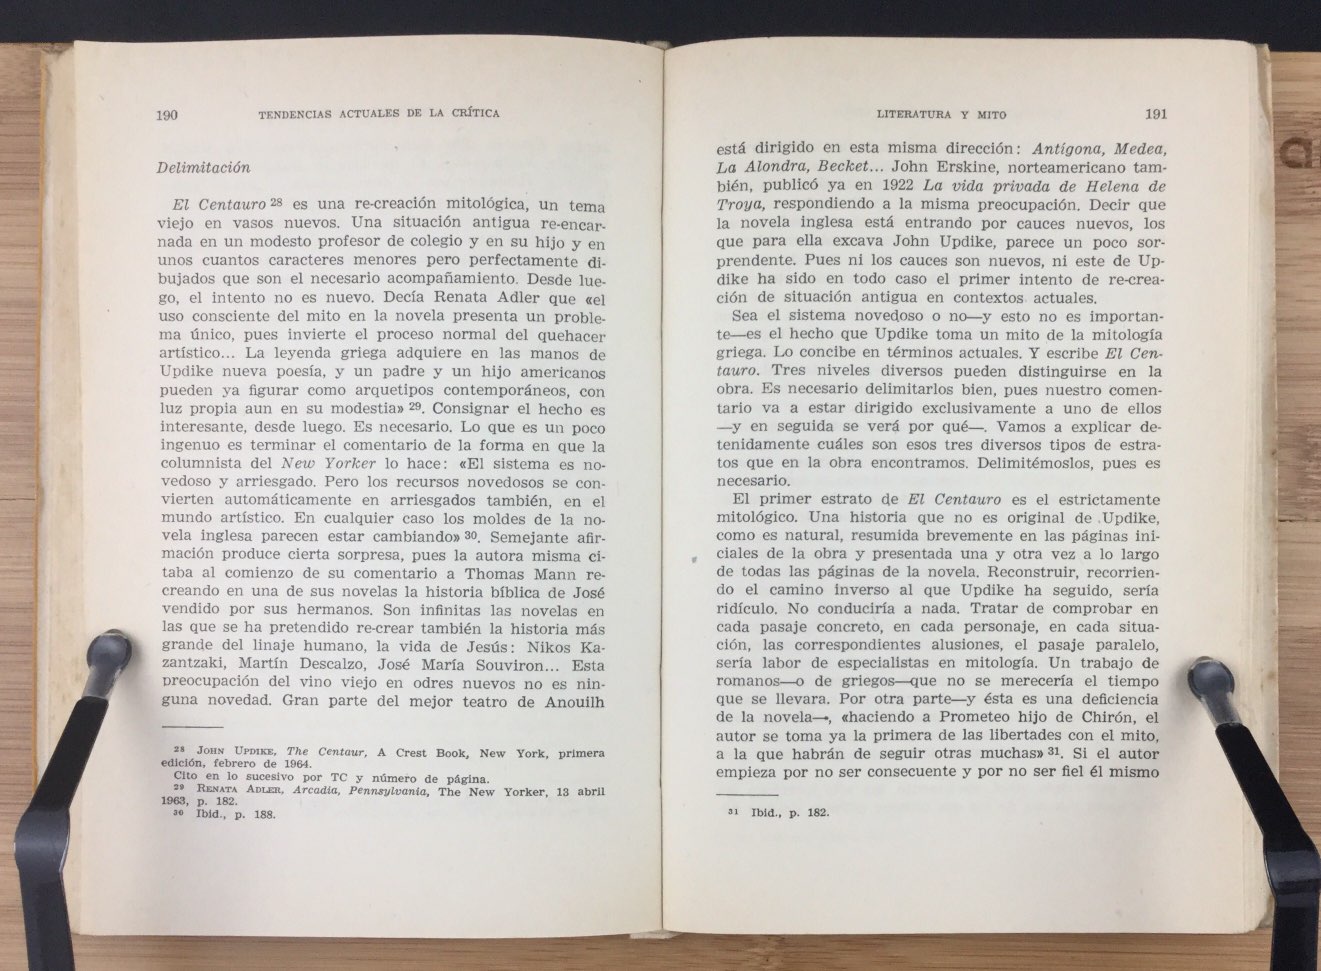 190
TENDENCIAS ACTUALES DE LA CRÍTICA
Delimitación
El Centauro 28 es una re-creación mitológica, un tema
viejo en vasos nuevos. Una situación antigua re-encar-
nada en un modesto profesor de colegio y en su hijo y en
unos cuantos caracteres menores pero perfectamente di-
bujados que son el necesario acompañamiento. Desde lue-
go, el intento no es nuevo. Decía Renata Adler que «el
uso consciente del mito en la novela presenta un proble-
ma único, pues invierte el proceso normal del quehacer
artístico... La leyenda griega adquiere en las manos de
Updike nueva poesía, y un padre y un hijo americanos
pueden ya figurar como arquetipos contemporáneos, con
luz propia aun en su modestia» 29. Consignar el hecho es
interesante, desde luego. Es necesario. Lo que es un poco
ingenuo es terminar el comentario de la forma en que la
columnista del New Yorker lo hace: «El sistema es no-
vedoso y arriesgado. Pero los recursos novedosos se con-
vierten automáticamente en arriesgados también, en el
mundo artístico. En cualquier caso los moldes de la no-
vela inglesa parecen estar cambiando» 30. Semejante afir-
mación produce cierta sorpresa, pues la autora misma ci-
taba al comienzo de su comentario a Thomas Mann re-
creando en una de sus novelas la historia bíblica de José
vendido por sus hermanos. Son infinitas las novelas en
las que se ha pretendido re-crear también la historia más
grande del linaje humano, la vida de Jesús: Nikos Ka-
zantzaki, Martín Descalzo, José María Souviron... Esta
preocupación del vino viejo en odres nuevos no es nin-
guna novedad. Gran parte del mejor teatro de Anouilh
28 JOHN UPDIKE, The Centaur, A Crest Book, New York, primera
edición, febrero de 1964.
Cito en lo sucesivo por TC y número de página.
29 RENATA ADLER, Arcadia, Pennsylvania, The New Yorker, 13 abril
1963, p. 182.
30 Ibid., p. 188.
LITERATURA Y MITO
191
está dirigido en esta misma dirección: Antígona, Medea,
La Alondra, Becket... John Erskine, norteamericano tam-
bién, publicó ya en 1922 La vida privada de Helena de
Troya, respondiendo a la misma preocupación. Decir que
la novela inglesa está entrando por cauces nuevos, los
que para ella excava John Updike, parece un poco sor-
prendente. Pues ni los cauces son nuevos, ni este de Up-
dike ha sido en todo caso el primer intento de re-crea-
ción de situación antigua en contextos actuales.
Sea el sistema novedoso o no—y esto no es importan-
te—es el hecho que Updike toma un mito de la mitología
griega. Lo concibe en términos actuales. Y escribe El Cen-
tauro. Tres niveles diversos pueden distinguirse en la
obra. Es necesario delimitarlos bien, pues nuestro comen-
tario va a estar dirigido exclusivamente a uno de ellos
—y en seguida se verá por qué—. Vamos a explicar de-
tenidamente cuáles son esos tres diversos tipos de estra-
tos que en la obra encontramos. Delimitémoslos, pues es
necesario.
El primer estrato de El Centauro es el estrictamente
mitológico. Una historia que no es original de Updike,
como es natural, resumida brevemente en las páginas ini-
ciales de la obra y presentada una y otra vez a lo largo
de todas las páginas de la novela. Reconstruir, recorrien-
do el camino inverso al que Updike ha seguido, sería
ridículo. No conduciría a nada. Tratar de comprobar en
cada pasaje concreto, en cada personaje, en cada situa-
ción, las correspondientes alusiones, el pasaje paralelo,
sería labor de especialistas en mitología. Un trabajo de
romanos—o de griegos—que no se merecería el tiempo
que se llevara. Por otra parte—y ésta es una deficiencia
de la novela—, «haciendo a Prometeo hijo de Chirón, el
autor se toma ya la primera de las libertades con el mito,
a la que habrán de seguir otras muchas» 31. Si el autor
empieza por no ser consecuente y por no ser fiel él mismo
31 Ibid., p. 182.